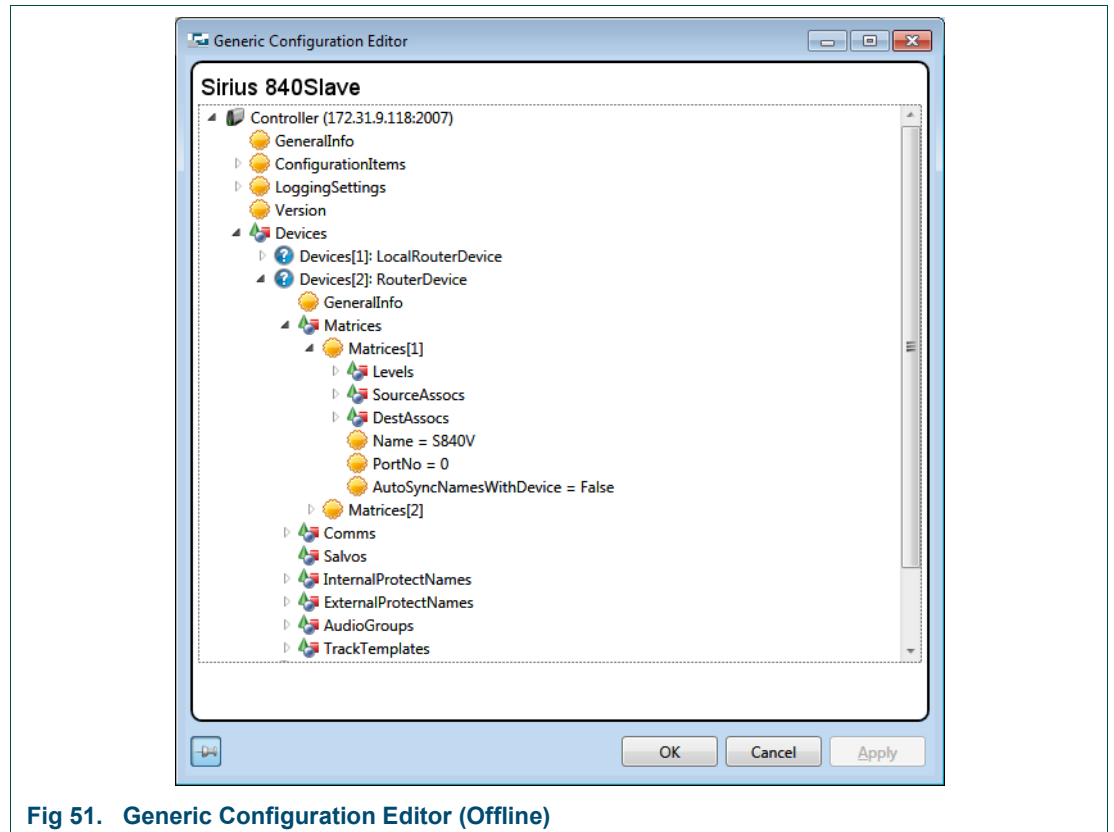 Generic Configuration Editor
Sirius 840Slave
Controller (172.31.9.118:2007)
GeneralInfo
ConfigurationItems
LoggingSettings
Version
Devices
Devices[1]: LocalRouterDevice
Devices[2]: RouterDevice
GeneralInfo
Matrices
Matrices[1]
Levels
SourceAssocs
DestAssocs
Name = S840V
PortNo = 0
AutoSyncNamesWithDevice = False
Matrices[2]
Comms
Salvos
InternalProtectNames
ExternalProtectNames
AudioGroups
TrackTemplates
OK Cancel Apply
Fig 51. Generic Configuration Editor (Offline)